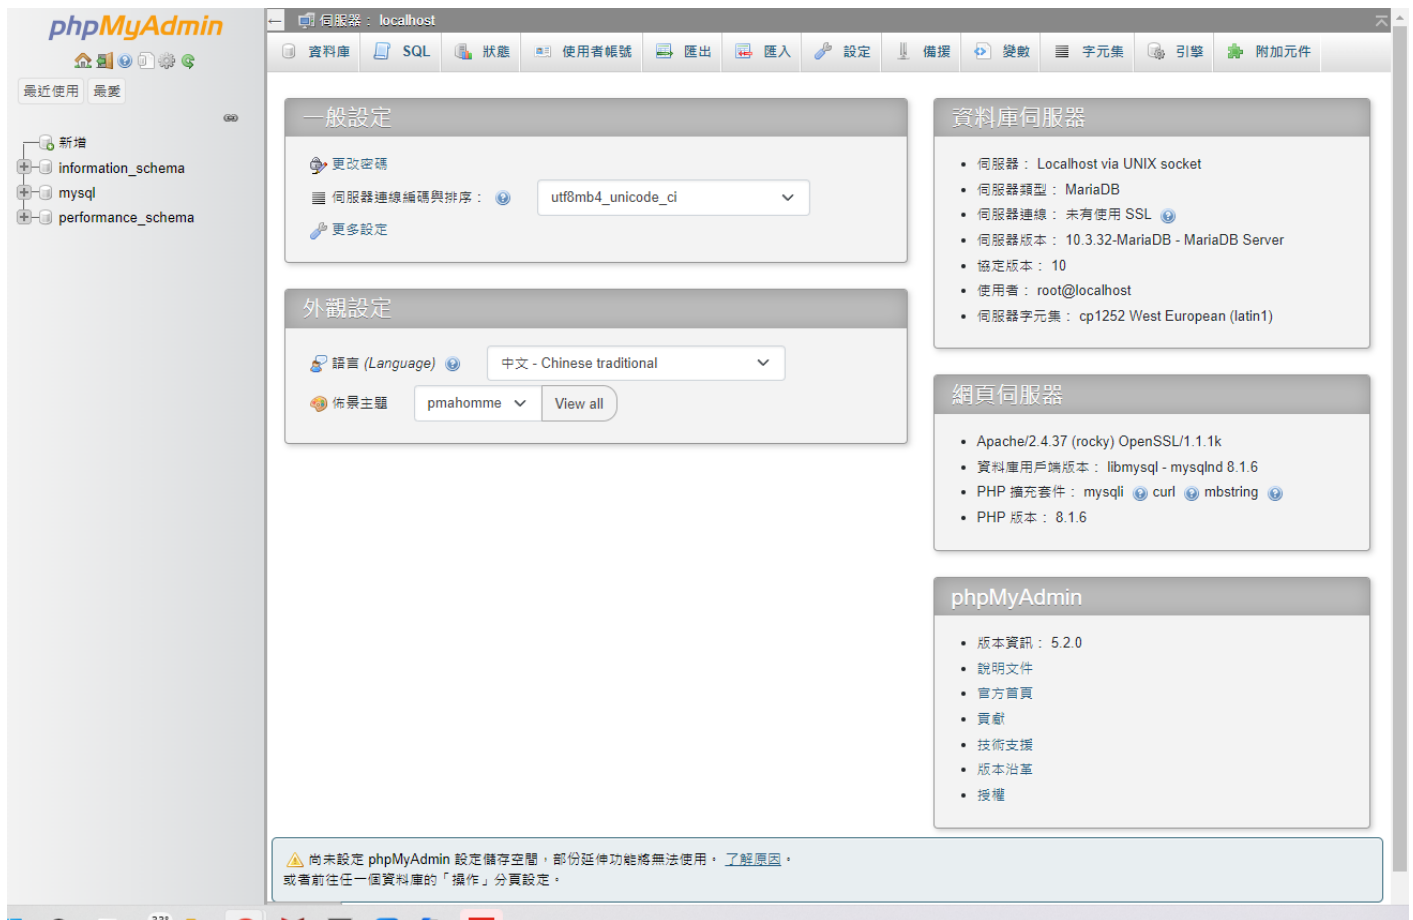 phpMyAdmin
最近使用 最愛
新增
information_schema
mysql
performance_schema
伺服器： localhost
資料庫 SQL 狀態 使用者帳號 匯出 匯入 設定 備援 變數 字元集 引擎 附加元件
一般設定
更改密碼
伺服器連線編碼與排序： utf8mb4_unicode_ci
更多設定
外觀設定
語言 (Language) 中文 - Chinese traditional
佈景主題 pmahomme View all
資料庫伺服器
伺服器： Localhost via UNIX socket
伺服器類型： MariaDB
伺服器連線： 未有使用 SSL
伺服器版本： 10.3.32-MariaDB - MariaDB Server
協定版本： 10
使用者： root@localhost
伺服器字元集： cp1252 West European (latin1)
網頁伺服器
Apache/2.4.37 (rocky) OpenSSL/1.1.1k
資料庫用戶端版本： libmysql - mysqlnd 8.1.6
PHP 擴充套件： mysqli curl mbstring
PHP 版本： 8.1.6
phpMyAdmin
版本資訊： 5.2.0
說明文件
官方首頁
貢獻
技術支援
版本沿革
授權
尚未設定 phpMyAdmin 設定儲存空間，部份延伸功能將無法使用。 了解原因。
或者前往任一個資料庫的「操作」分頁設定。